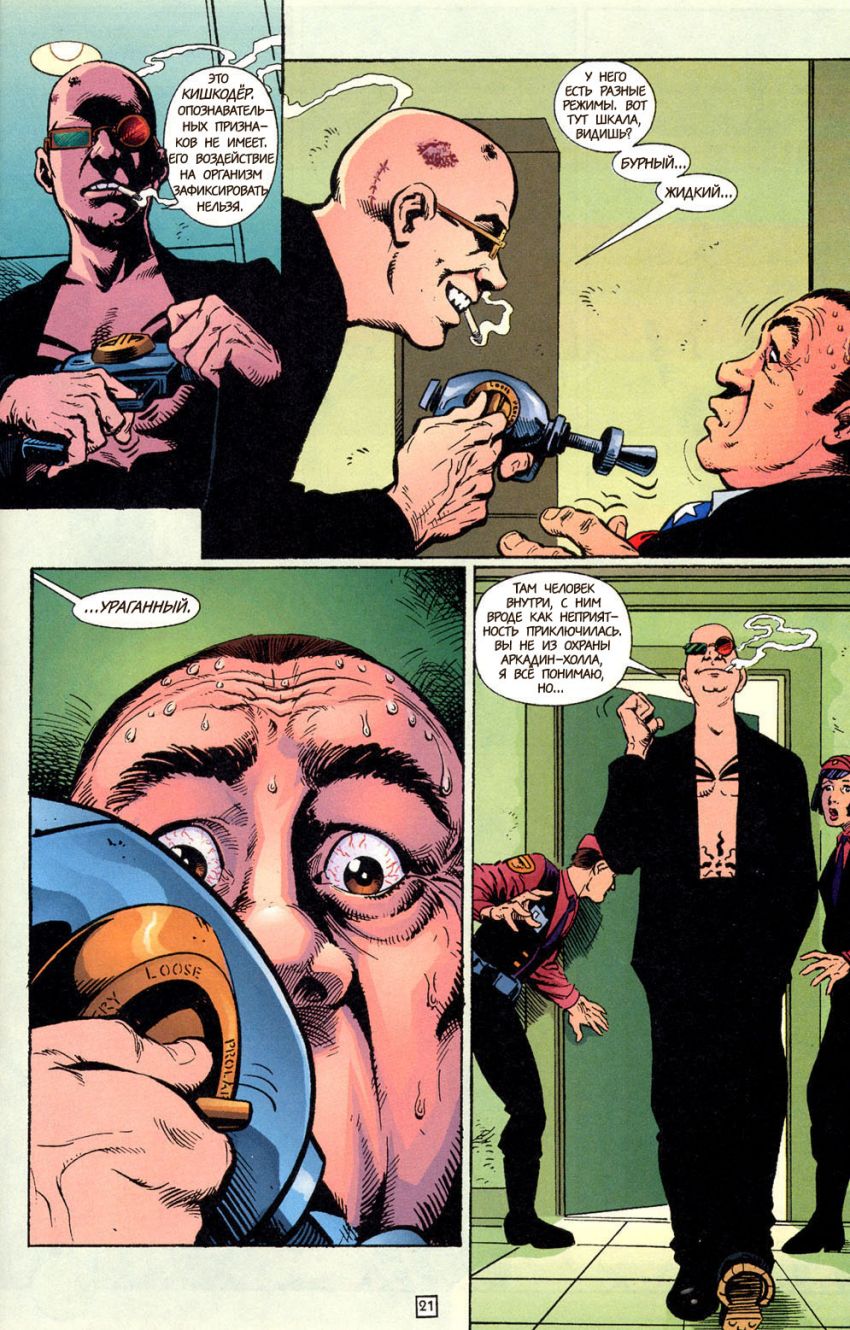 ЭТО
КИШКОДЁР.
ОПОЗНАВАТЕЛЬ-
НЫХ ПРИЗНА-
КОВ НЕ ИМЕЕТ.
ЕГО ВОЗДЕЙСТВИЕ
НА ОРГАНИЗМ
ЗАФИКСИРОВАТЬ
НЕЛЬЗЯ.
У НЕГО
ЕСТЬ РАЗНЫЕ
РЕЖИМЫ. ВОТ
ТУТ ШКАЛА,
ВИДИШЬ?
БУРНЫЙ...
ЖИДКИЙ...
LOOSE
...УРАГАННЫЙ.
LOOSE
PROLA
ТАМ ЧЕЛОВЕК
ВНУТРИ, С НИМ
ВРОДЕ КАК НЕПРИЯТ-
НОСТЬ ПРИКЛЮЧИЛАСЬ.
ВЫ НЕ ИЗ ОХРАНЫ
АРКАДИН-ХОЛЛА,
Я ВСЁ ПОНИМАЮ,
НО...
21